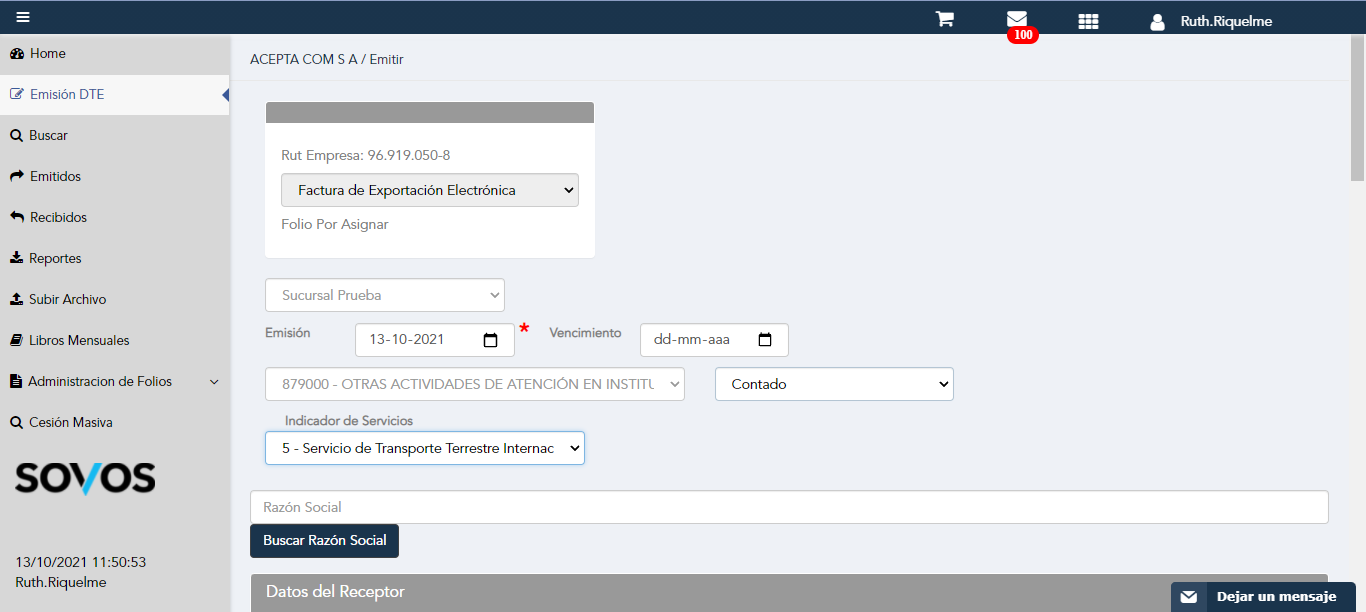 Ruth.Riquelme
100
Home
Emisión DTE
Buscar
Emitidos
Recibidos
Reportes
Subir Archivo
Libros Mensuales
Administracion de Folios
Cesión Masiva
SOVOS
13/10/2021 11:50:53
Ruth.Riquelme
ACEPTA COM S A / Emitir
Rut Empresa: 96.919.050-8
Factura de Exportación Electrónica
Folio Por Asignar
Sucursal Prueba
Emisión 13-10-2021 * Vencimiento dd-mm-aaa
879000 - OTRAS ACTIVIDADES DE ATENCIÓN EN INSTITU Contado
Indicador de Servicios
5 - Servicio de Transporte Terrestre Internac
Razón Social
Buscar Razón Social
Datos del Receptor
Dejar un mensaje